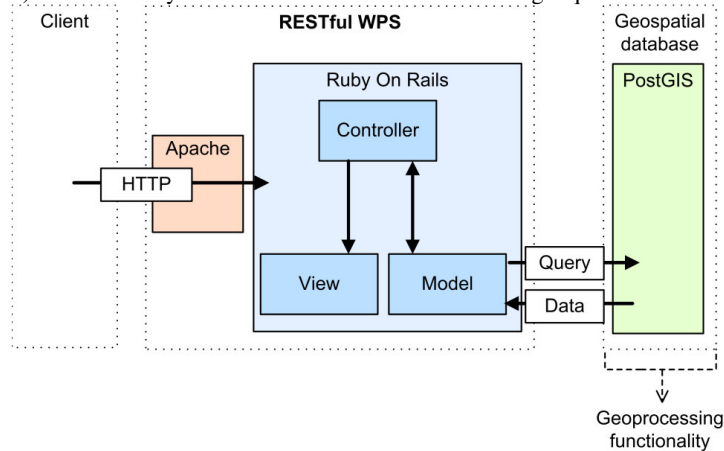 Client
RESTful WPS
Geospatial
database
Ruby On Rails
PostGIS
Controller
Apache
HTTP
View
Model
Query
Data
Geoprocessing
functionality